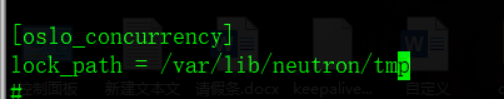 [oslo_concurrency]
lock_path = /var/lib/neutron/tmp
#
控制面板 新建文本文 请假条.docx keepalive... 自定义